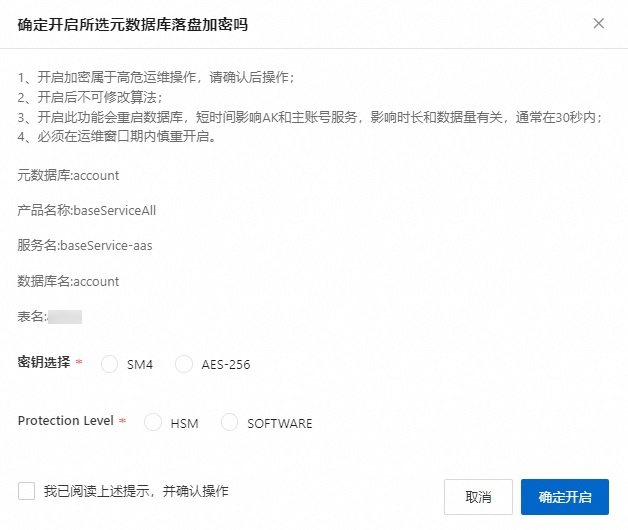 确定开启所选元数据库落盘加密吗
1、开启加密属于高危运维操作，请确认后操作；
2、开启后不可修改算法；
3、开启此功能会重启数据库，短时间影响AK和主账号服务，影响时长和数据量有关，通常在30秒内；
4、必须在运维窗口期内慎重开启。
元数据库:account
产品名称:baseServiceAll
服务名:baseService-aas
数据库名:account
表名:
密钥选择 * SM4 AES-256
Protection Level * HSM SOFTWARE
我已阅读上述提示，并确认操作
取消 确定开启